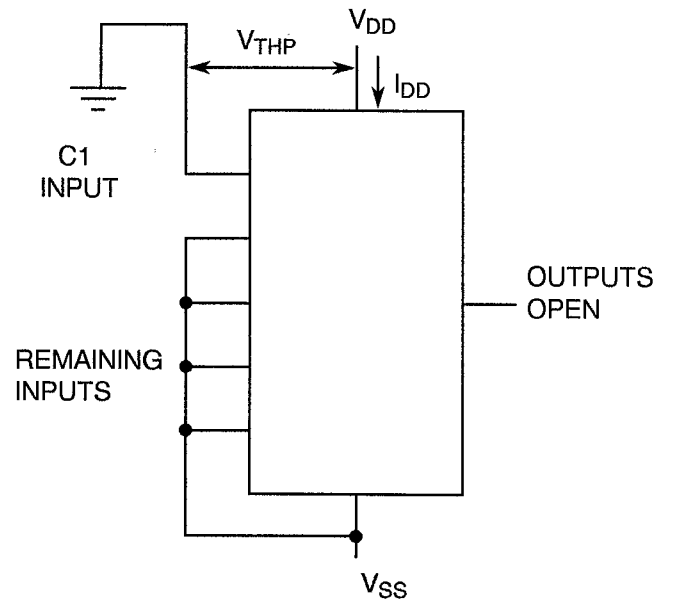 VDD
VTHP
IDD
C1
INPUT
OUTPUTS
OPEN
REMAINING
INPUTS
VSS